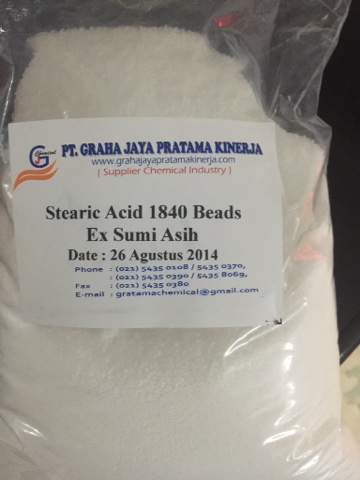 Chemical
G
PT. GRAHA JAYA PRATAMA KINERJA
www.grahajayapratamakinerja.com
[ Supplier Chemical Industry ]
Stearic Acid 1840 Beads
Ex Sumi Asih
Date : 26 Agustus 2014
Phone : (021) 5435 0108 / 5435 0370,
: (021) 5435 0390 / 5435 8069,
Fax : (021) 5435 0380
E-mail : gratamachemical@gmail.com